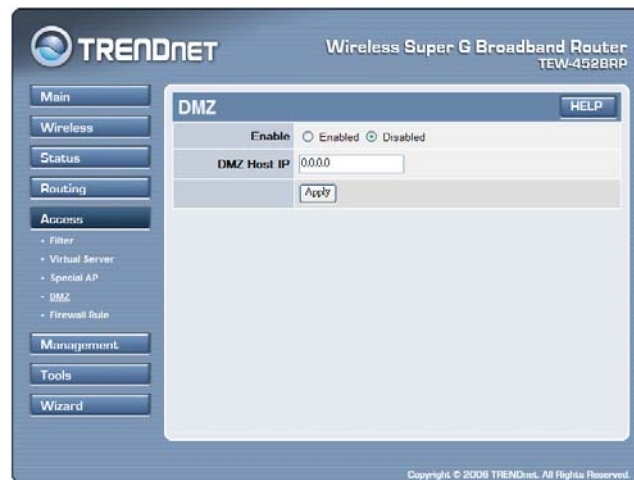 TRENDNET
Wireless Super G Broadband Router
TEW-452BRP
Main
Wireless
Status
Routing
Access
• Filter
• Virtual Server
• Special AP
• DMZ
• Firewall Rule
Management
Tools
Wizard
DMZ
HELP
Enable Enabled Disabled
DMZ Host IP 0.0.0.0
Apply
Copyright © 2006 TRENDnet. All Rights Reserved.